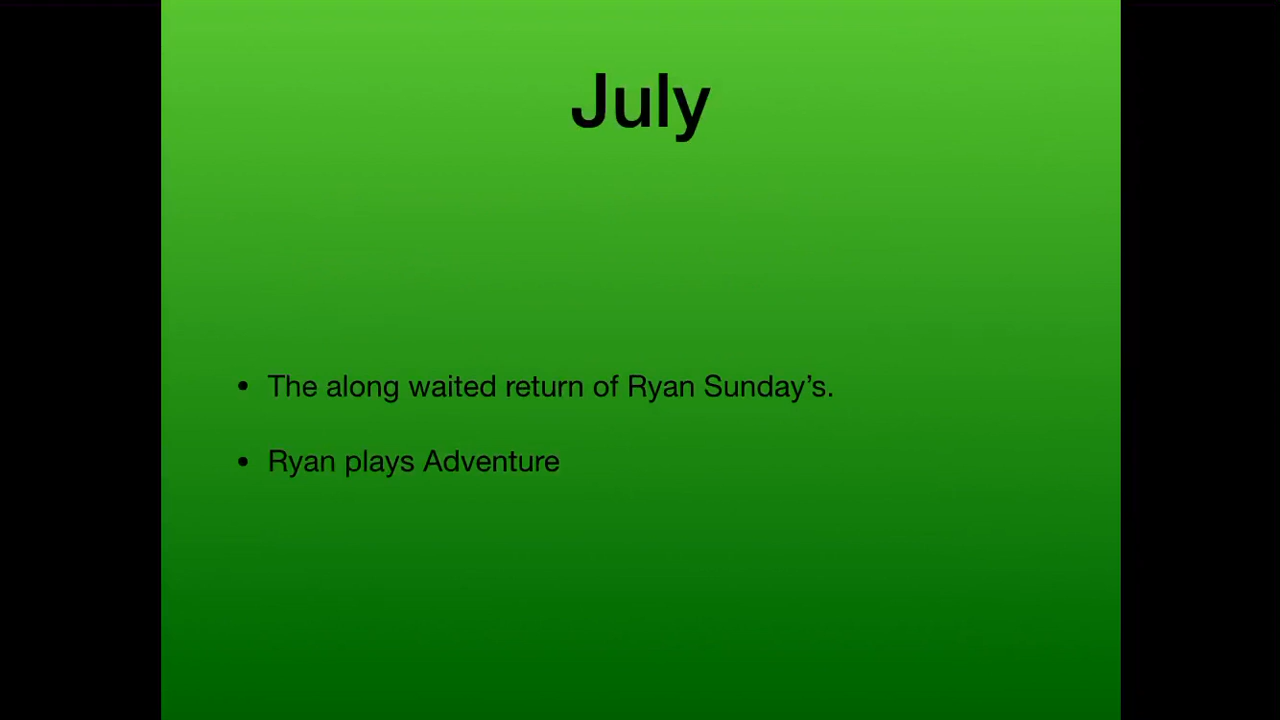 July
• The along waited return of Ryan Sunday’s.
• Ryan plays Adventure